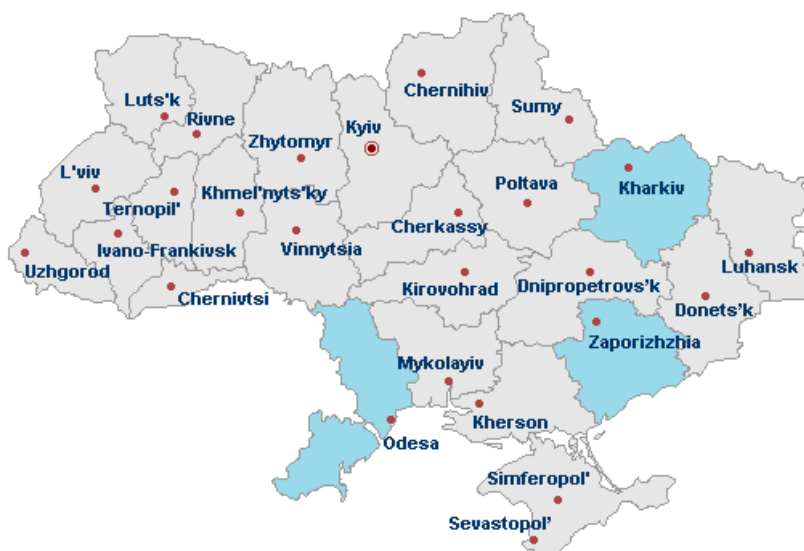 Chernihiv
Luts'k
Sumy
Rivne
Kyiv
Zhytomyr
L'viv
Kharkiv
Poltava
Khmel'nyts'ky
Ternopil'
Cherkassy
Ivano-Frankivsk
Vinnytsia
Luhansk
Uzhgorod
Kirovohrad
Dnipropetrovs'k
Chernivtsi
Donets'k
Zaporizhzhia
Mykolayiv
Kherson
Odesa
Simferopol'
Sevastopol'